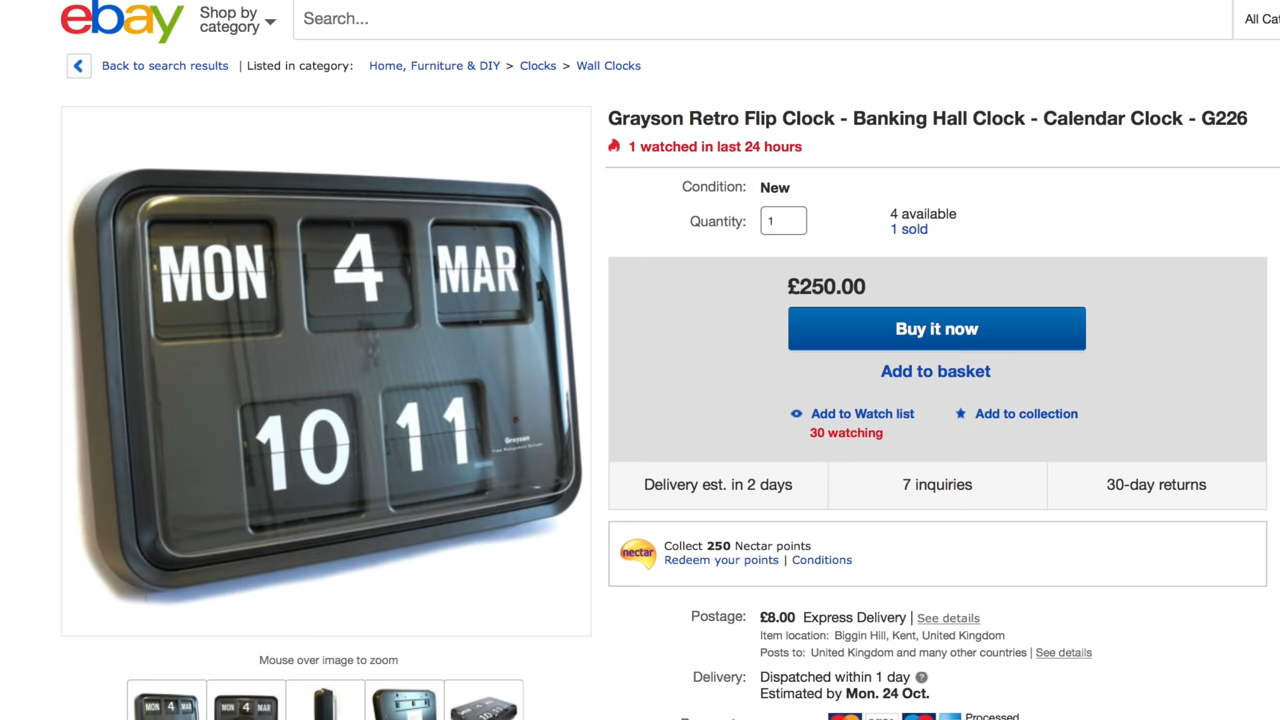 ebay
Shop by
category
Search...
Back to search results | Listed in category: Home, Furniture & DIY > Clocks > Wall Clocks
Grayson Retro Flip Clock - Banking Hall Clock - Calendar Clock - G226
1 watched in last 24 hours
Condition: New
Quantity: 1
4 available
1 sold
MON 4 MAR
10 11
Grayson
£250.00
Buy it now
Add to basket
Add to Watch list
Add to collection
30 watching
Delivery est. in 2 days
7 inquiries
30-day returns
nectar
Collect 250 Nectar points
Redeem your points | Conditions
Postage: £8.00 Express Delivery | See details
Item location: Biggin Hill, Kent, United Kingdom
Posts to: United Kingdom and many other countries | See details
Delivery: Dispatched within 1 day ?
Estimated by Mon. 24 Oct.
Mouse over image to zoom
MON 4 MAR
MON 4 MAR
Processed